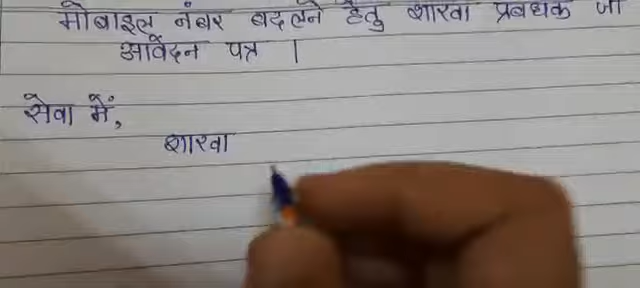 मोबाइल नंबर बदलने हेतु शाखा प्रबंधक जी
आवेदन पत्र ।
सेवा में,
शाखा